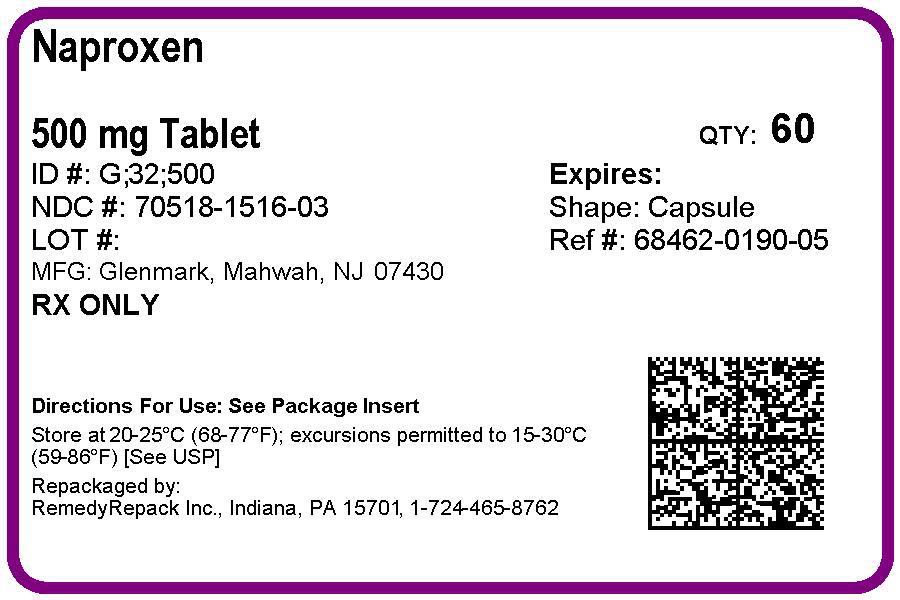 Naproxen
500 mg Tablet
QTY: 60
ID #: G;32;500
Expires:
NDC #: 70518-1516-03
Shape: Capsule
LOT #:
Ref #: 68462-0190-05
MFG: Glenmark, Mahwah, NJ 07430
RX ONLY
Directions For Use: See Package Insert
Store at 20-25°C (68-77°F); excursions permitted to 15-30°C
(59-86°F) [See USP]
Repackaged by:
RemedyRepack Inc., Indiana, PA 15701, 1-724-465-8762